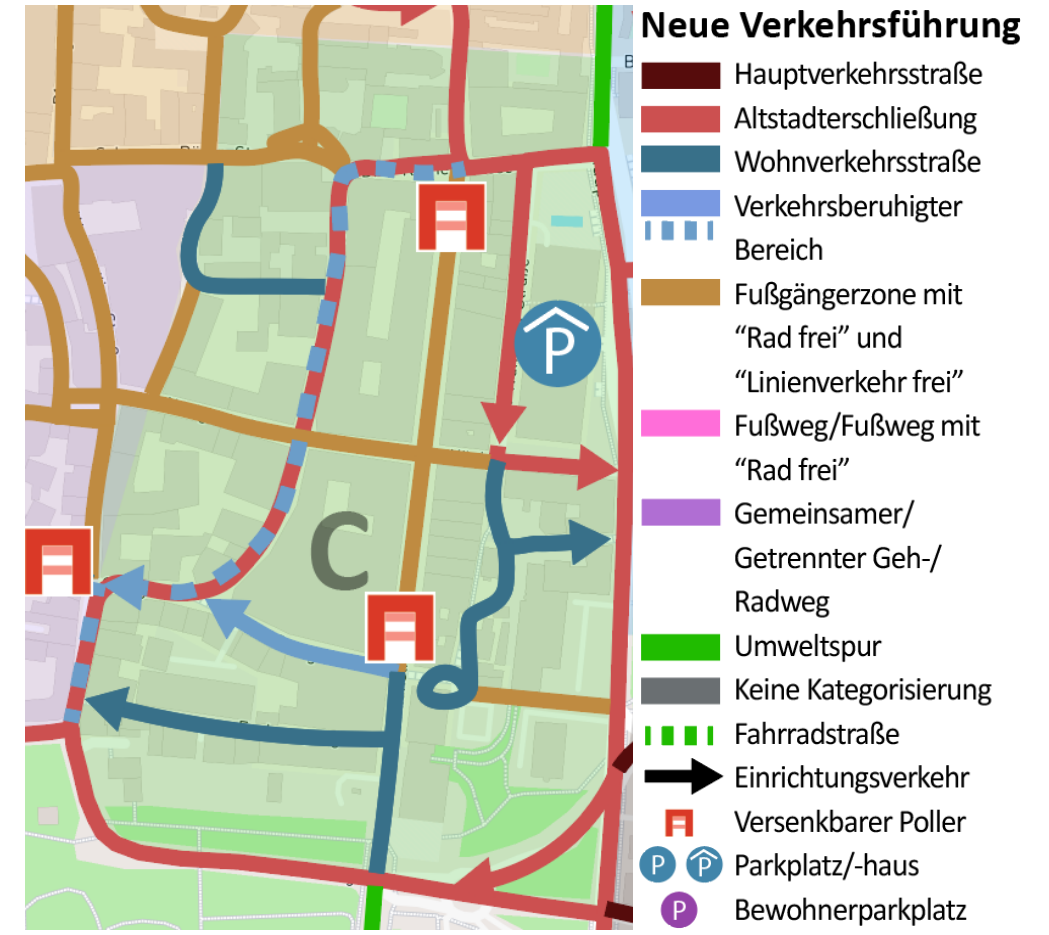 Neue Verkehrsführung
Hauptverkehrsstraße
Altstadterschließung
Wohnverkehrsstraße
Verkehrsberuhigter
Bereich
Fußgängerzone mit
“Rad frei” und
“Linienverkehr frei”
Fußweg/Fußweg mit
“Rad frei”
Gemeinsamer/
Getrennter Geh-/
Radweg
Umweltspur
Keine Kategorisierung
Fahrradstraße
Einrichtungsverkehr
Versenkbarer Poller
P P Parkplatz/-haus
P Bewohnerparkplatz
P
C